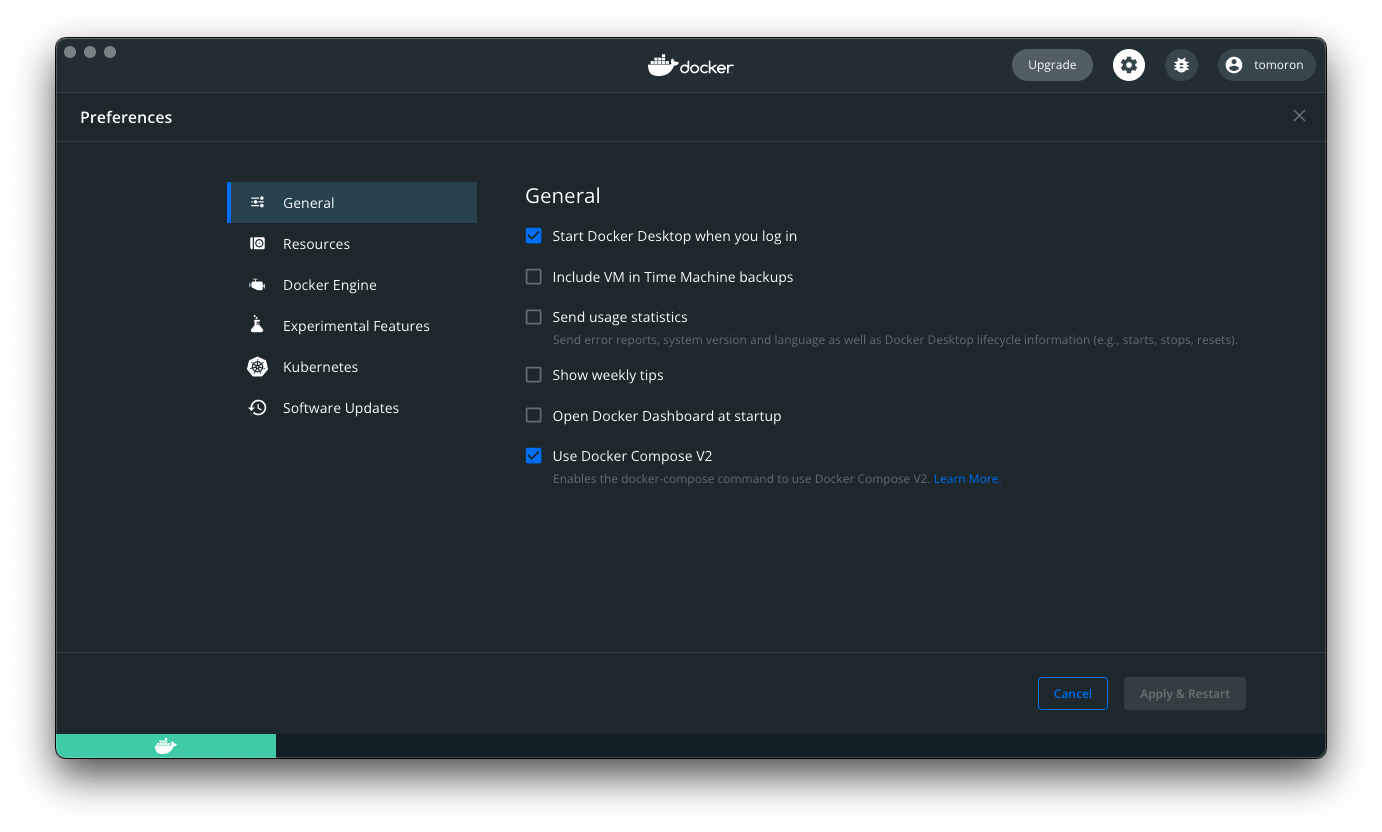 docker
Upgrade
tomoron
Preferences
General
Resources
Docker Engine
Experimental Features
Kubernetes
Software Updates
General
Start Docker Desktop when you log in
Include VM in Time Machine backups
Send usage statistics
Send error reports, system version and language as well as Docker Desktop lifecycle information (e.g., starts, stops, resets).
Show weekly tips
Open Docker Dashboard at startup
Use Docker Compose V2
Enables the docker-compose command to use Docker Compose V2. Learn More.
Cancel
Apply & Restart